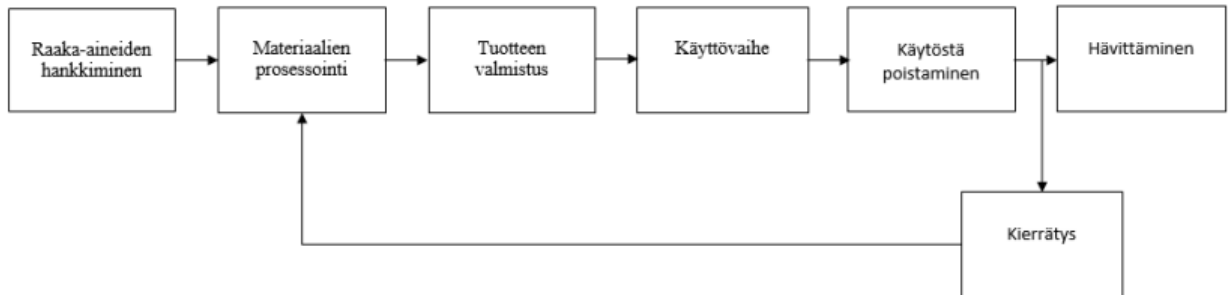 Raaka-aineiden
hankkiminen
Materiaalien
prosessointi
Tuotteen
valmistus
Käyttövaihe
Käytöstä
poistaminen
Hävittäminen
Kierrätys